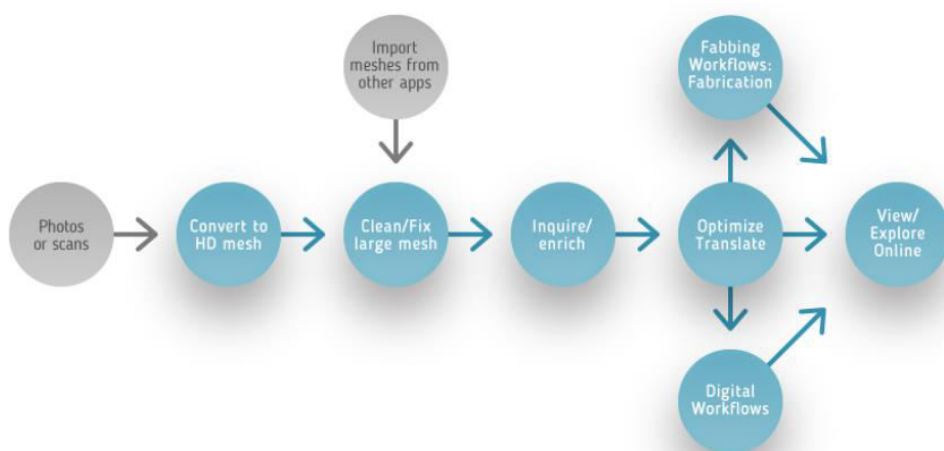 Import
meshes from
other apps
Fabbing
Workflows:
Fabrication
Photos
or scans
Convert to
HD mesh
Clean/Fix
large mesh
Inquire/
enrich
Optimize
Translate
View/
Explore
Online
Digital
Workflows